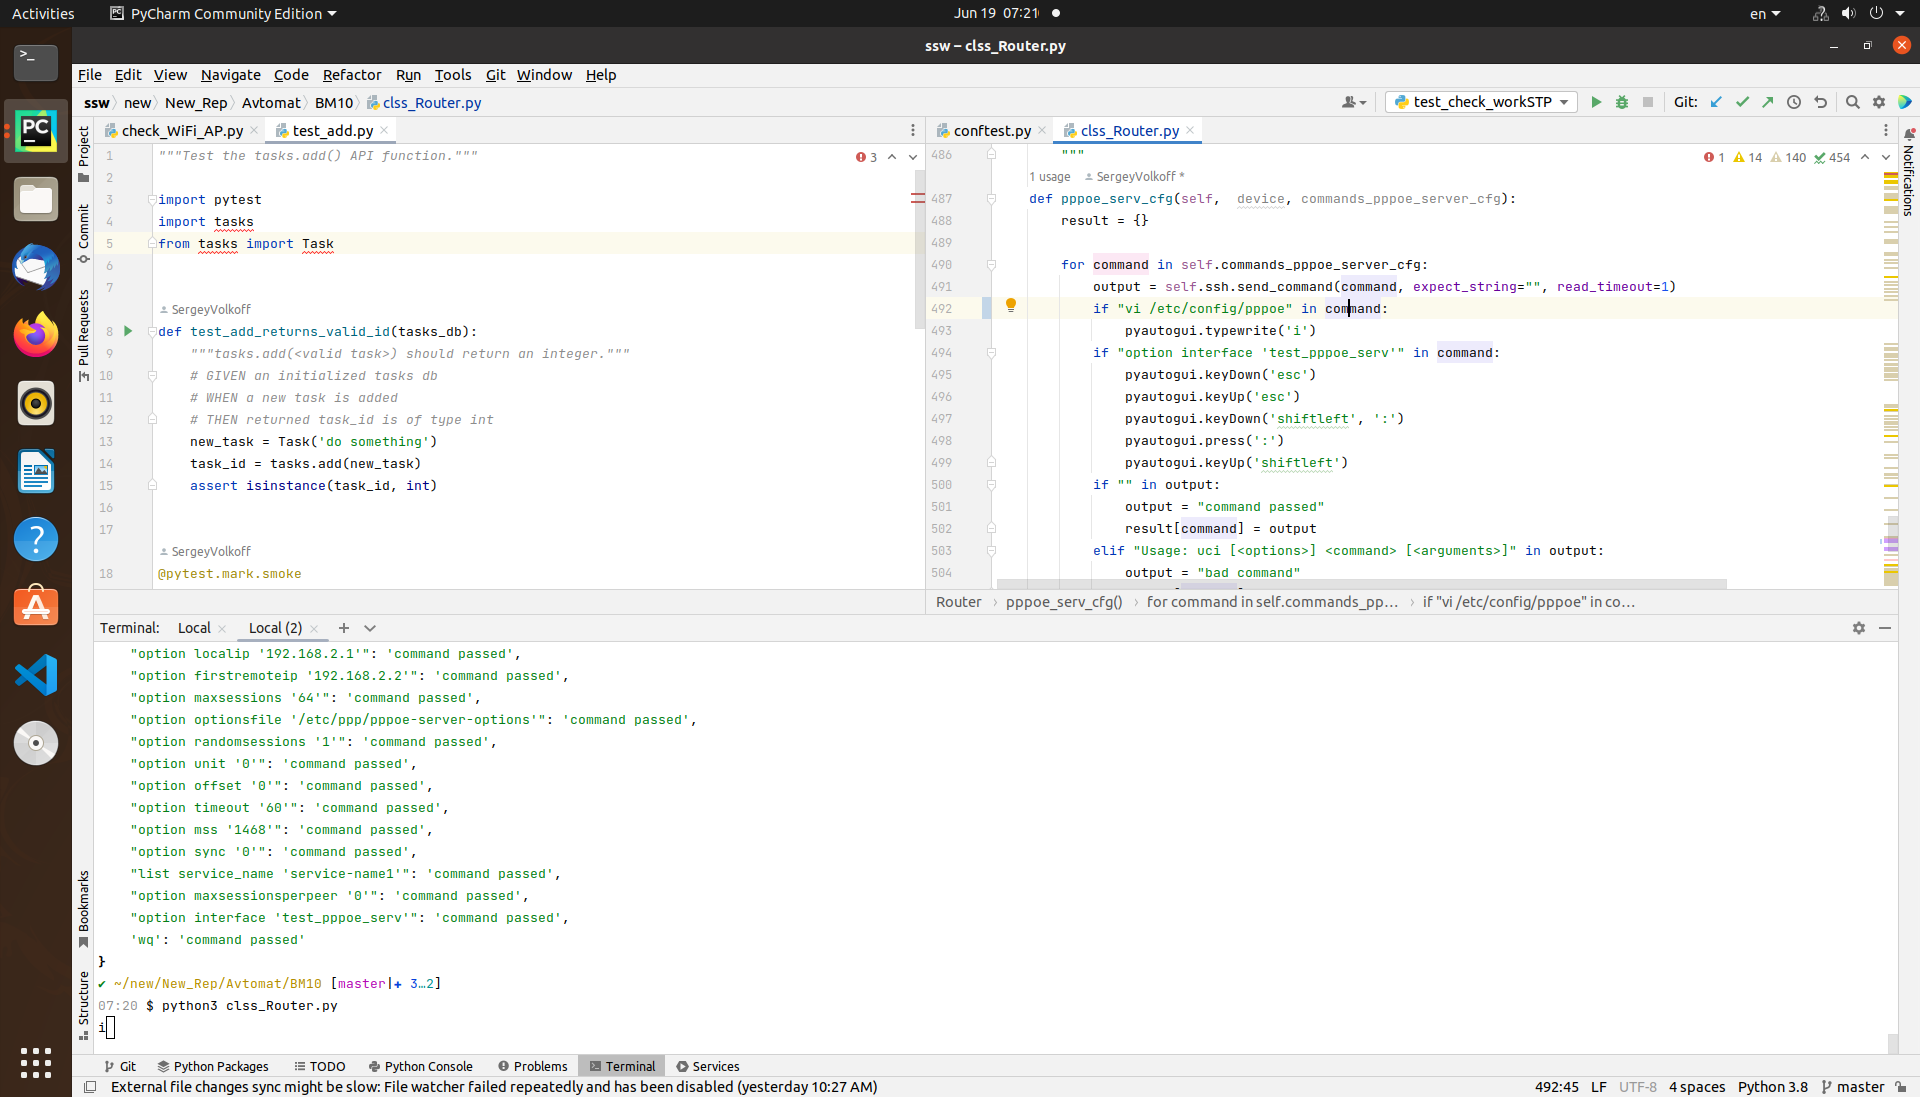 Activities
PyCharm Community Edition
Jun 19 07:21
en
ssw – clss_Router.py
File Edit View Navigate Code Refactor Run Tools Git Window Help
ssw new New_Rep Avtomat BM10 clss_Router.py
test_check_workSTP
Git:
Project
Commit
Pull Requests
Bookmarks
Structure
Notifications
check_WiFi_AP.py
test_add.py
3
1 """Test the tasks.add() API function."""
2
3 import pytest
4 import tasks
5 from tasks import Task
6
7
SergeyVolkoff
8 def test_add_returns_valid_id(tasks_db):
9 """tasks.add(<valid task>) should return an integer."""
10 # GIVEN an initialized tasks db
11 # WHEN a new task is added
12 # THEN returned task_id is of type int
13 new_task = Task('do something')
14 task_id = tasks.add(new_task)
15 assert isinstance(task_id, int)
16
17
SergeyVolkoff
18 @pytest.mark.smoke
conftest.py
clss_Router.py
1 14 140 454
486 """
1 usage SergeyVolkoff *
487 def pppoe_serv_cfg(self, device, commands_pppoe_server_cfg):
488 result = {}
489
490 for command in self.commands_pppoe_server_cfg:
491 output = self.ssh.send_command(command, expect_string="", read_timeout=1)
492 if "vi /etc/config/pppoe" in command:
493 pyautogui.typewrite('i')
494 if "option interface 'test_pppoe_serv'" in command:
495 pyautogui.keyDown('esc')
496 pyautogui.keyUp('esc')
497 pyautogui.keyDown('shiftleft', ':')
498 pyautogui.press(':')
499 pyautogui.keyUp('shiftleft')
500 if "" in output:
501 output = "command passed"
502 result[command] = output
503 elif "Usage: uci [<options>] <command> [<arguments>]" in output:
504 output = "bad command"
Router pppoe_serv_cfg() for command in self.commands_pp... if "vi /etc/config/pppoe" in co...
Terminal: Local Local (2)
"option localip '192.168.2.1'": 'command passed',
"option firstremoteip '192.168.2.2'": 'command passed',
"option maxsessions '64'": 'command passed',
"option optionsfile '/etc/ppp/pppoe-server-options'": 'command passed',
"option randomsessions '1'": 'command passed',
"option unit '0'": 'command passed',
"option offset '0'": 'command passed',
"option timeout '60'": 'command passed',
"option mss '1468'": 'command passed',
"option sync '0'": 'command passed',
"list service_name 'service-name1'": 'command passed',
"option maxsessionsperpeer '0'": 'command passed',
"option interface 'test_pppoe_serv'": 'command passed',
'wq': 'command passed'
}
✔ ~/new/New_Rep/Avtomat/BM10 [master|+ 3…2]
07:20 $ python3 clss_Router.py
i
Git Python Packages TODO Python Console Problems Terminal Services
External file changes sync might be slow: File watcher failed repeatedly and has been disabled (yesterday 10:27 AM)
492:45 LF UTF-8 4 spaces Python 3.8 master